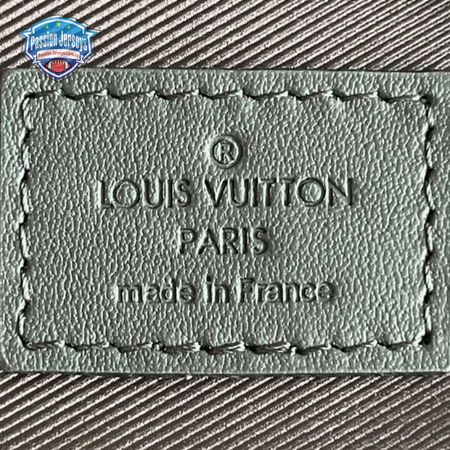 Passion Jerseys
®
LOUIS VUITTON
PARIS
made in France